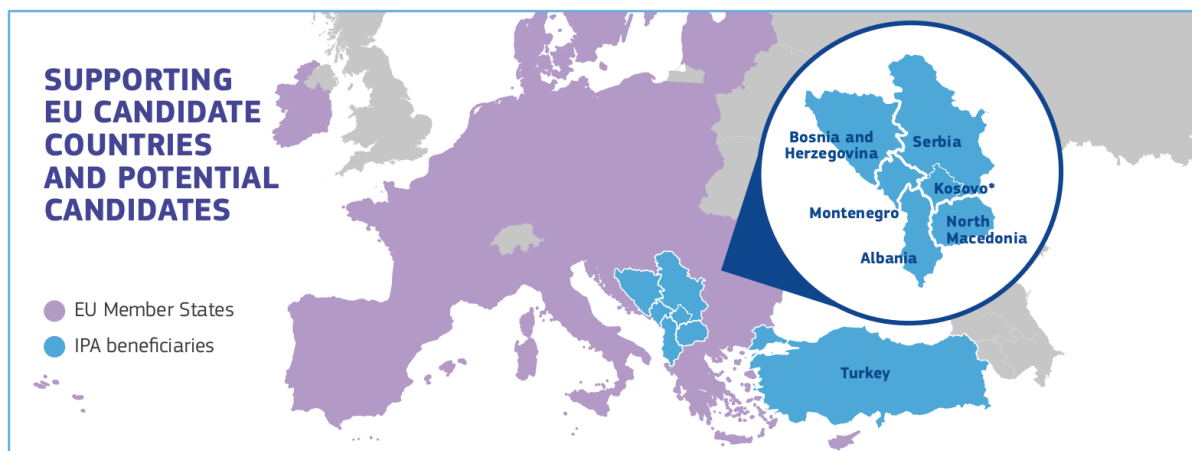 SUPPORTING
EU CANDIDATE
COUNTRIES
AND POTENTIAL
CANDIDATES
EU Member States
IPA beneficiaries
Bosnia and
Herzegovina
Serbia
Kosovo*
Montenegro
North
Macedonia
Albania
Turkey